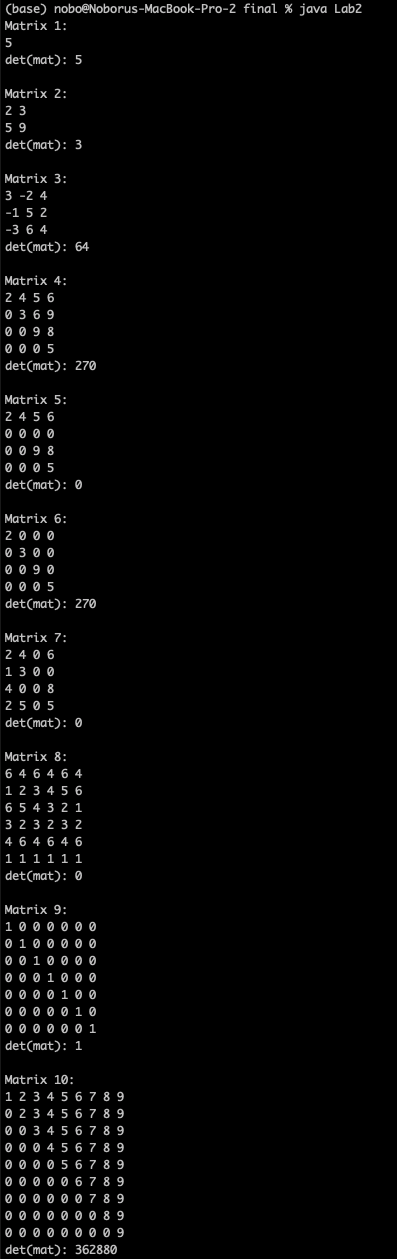 (base) nobo@Noborus-MacBook-Pro-2 final % java Lab2
Matrix 1:
5
det(mat): 5
Matrix 2:
2 3
5 9
det(mat): 3
Matrix 3:
3 -2 4
-1 5 2
-3 6 4
det(mat): 64
Matrix 4:
2 4 5 6
0 3 6 9
0 0 9 8
0 0 0 5
det(mat): 270
Matrix 5:
2 4 5 6
0 0 0 0
0 0 9 8
0 0 0 5
det(mat): 0
Matrix 6:
2 0 0 0
0 3 0 0
0 0 9 0
0 0 0 5
det(mat): 270
Matrix 7:
2 4 0 6
1 3 0 0
4 0 0 8
2 5 0 5
det(mat): 0
Matrix 8:
6 4 6 4 6 4
1 2 3 4 5 6
6 5 4 3 2 1
3 2 3 2 3 2
4 6 4 6 4 6
1 1 1 1 1 1
det(mat): 0
Matrix 9:
1 0 0 0 0 0 0
0 1 0 0 0 0 0
0 0 1 0 0 0 0
0 0 0 1 0 0 0
0 0 0 0 1 0 0
0 0 0 0 0 1 0
0 0 0 0 0 0 1
det(mat): 1
Matrix 10:
1 2 3 4 5 6 7 8 9
0 2 3 4 5 6 7 8 9
0 0 3 4 5 6 7 8 9
0 0 0 4 5 6 7 8 9
0 0 0 0 5 6 7 8 9
0 0 0 0 0 6 7 8 9
0 0 0 0 0 0 7 8 9
0 0 0 0 0 0 0 8 9
0 0 0 0 0 0 0 0 9
det(mat): 362880